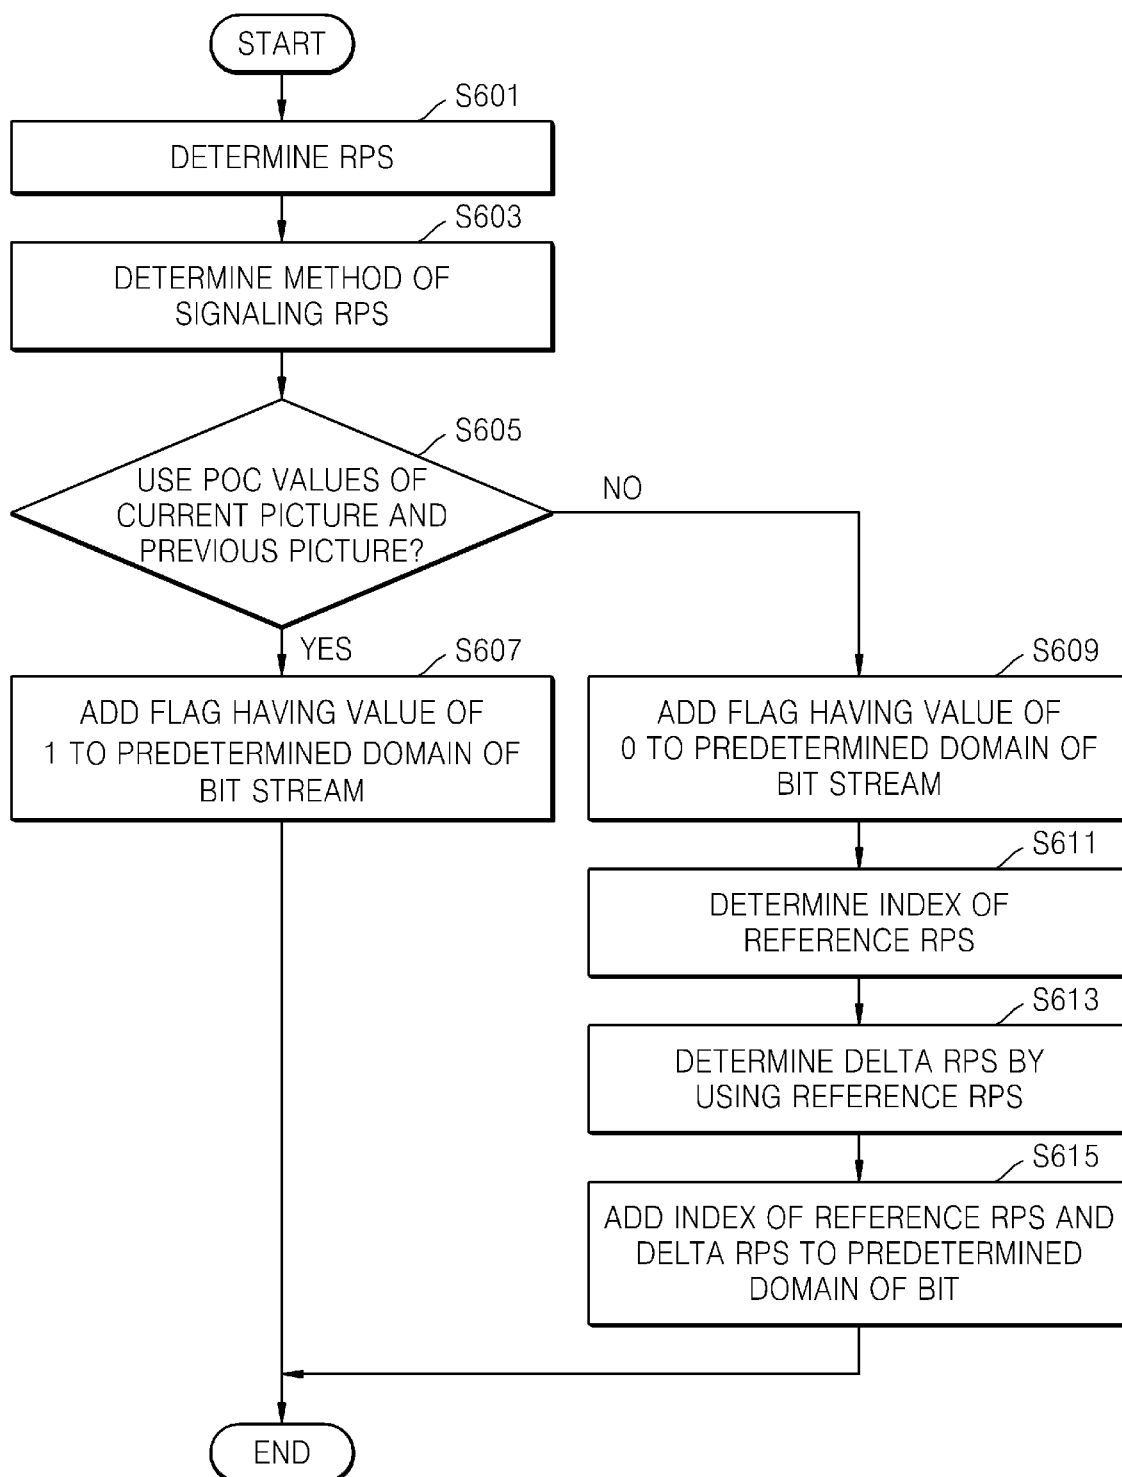 START
S601
DETERMINE RPS
S603
DETERMINE METHOD OF
SIGNALING RPS
S605
USE POC VALUES OF
CURRENT PICTURE AND
PREVIOUS PICTURE?
NO
YES
S607
ADD FLAG HAVING VALUE OF
1 TO PREDETERMINED DOMAIN OF
BIT STREAM
S609
ADD FLAG HAVING VALUE OF
0 TO PREDETERMINED DOMAIN OF
BIT STREAM
S611
DETERMINE INDEX OF
REFERENCE RPS
S613
DETERMINE DELTA RPS BY
USING REFERENCE RPS
S615
ADD INDEX OF REFERENCE RPS AND
DELTA RPS TO PREDETERMINED
DOMAIN OF BIT
END